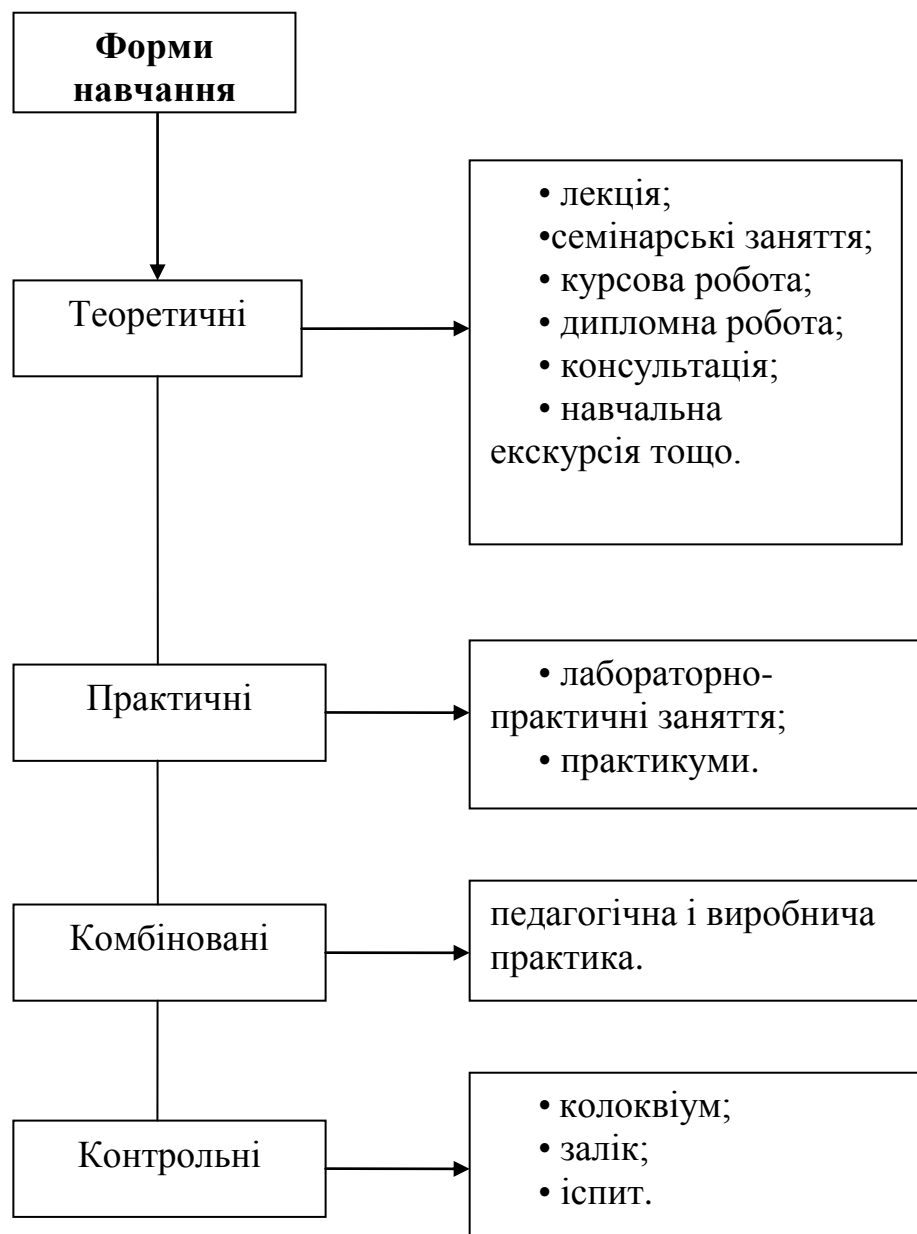 Форми
навчання
Теоретичні
• лекція;
•семінарські заняття;
• курсова робота;
• дипломна робота;
• консультація;
• навчальна
екскурсія тощо.
Практичні
• лабораторно-
практичні заняття;
• практикуми.
Комбіновані
педагогічна і виробнича
практика.
Контрольні
• колоквіум;
• залік;
• іспит.